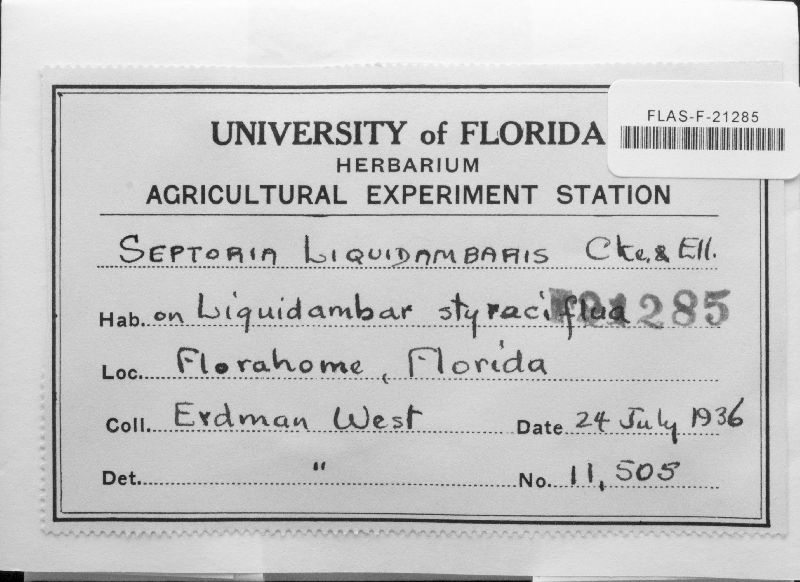 FLAS-F-21285
UNIVERSITY of FLORIDA
HERBARIUM
AGRICULTURAL EXPERIMENT STATION
SEPTORIA LIQUIDAMBARIS Cke. & Ell.
Hab. on Liquidambar styraciflua F21285
Loc. Florahome, Florida
Coll. Erdman West Date 24 July 1936
Det. " No. 11,505